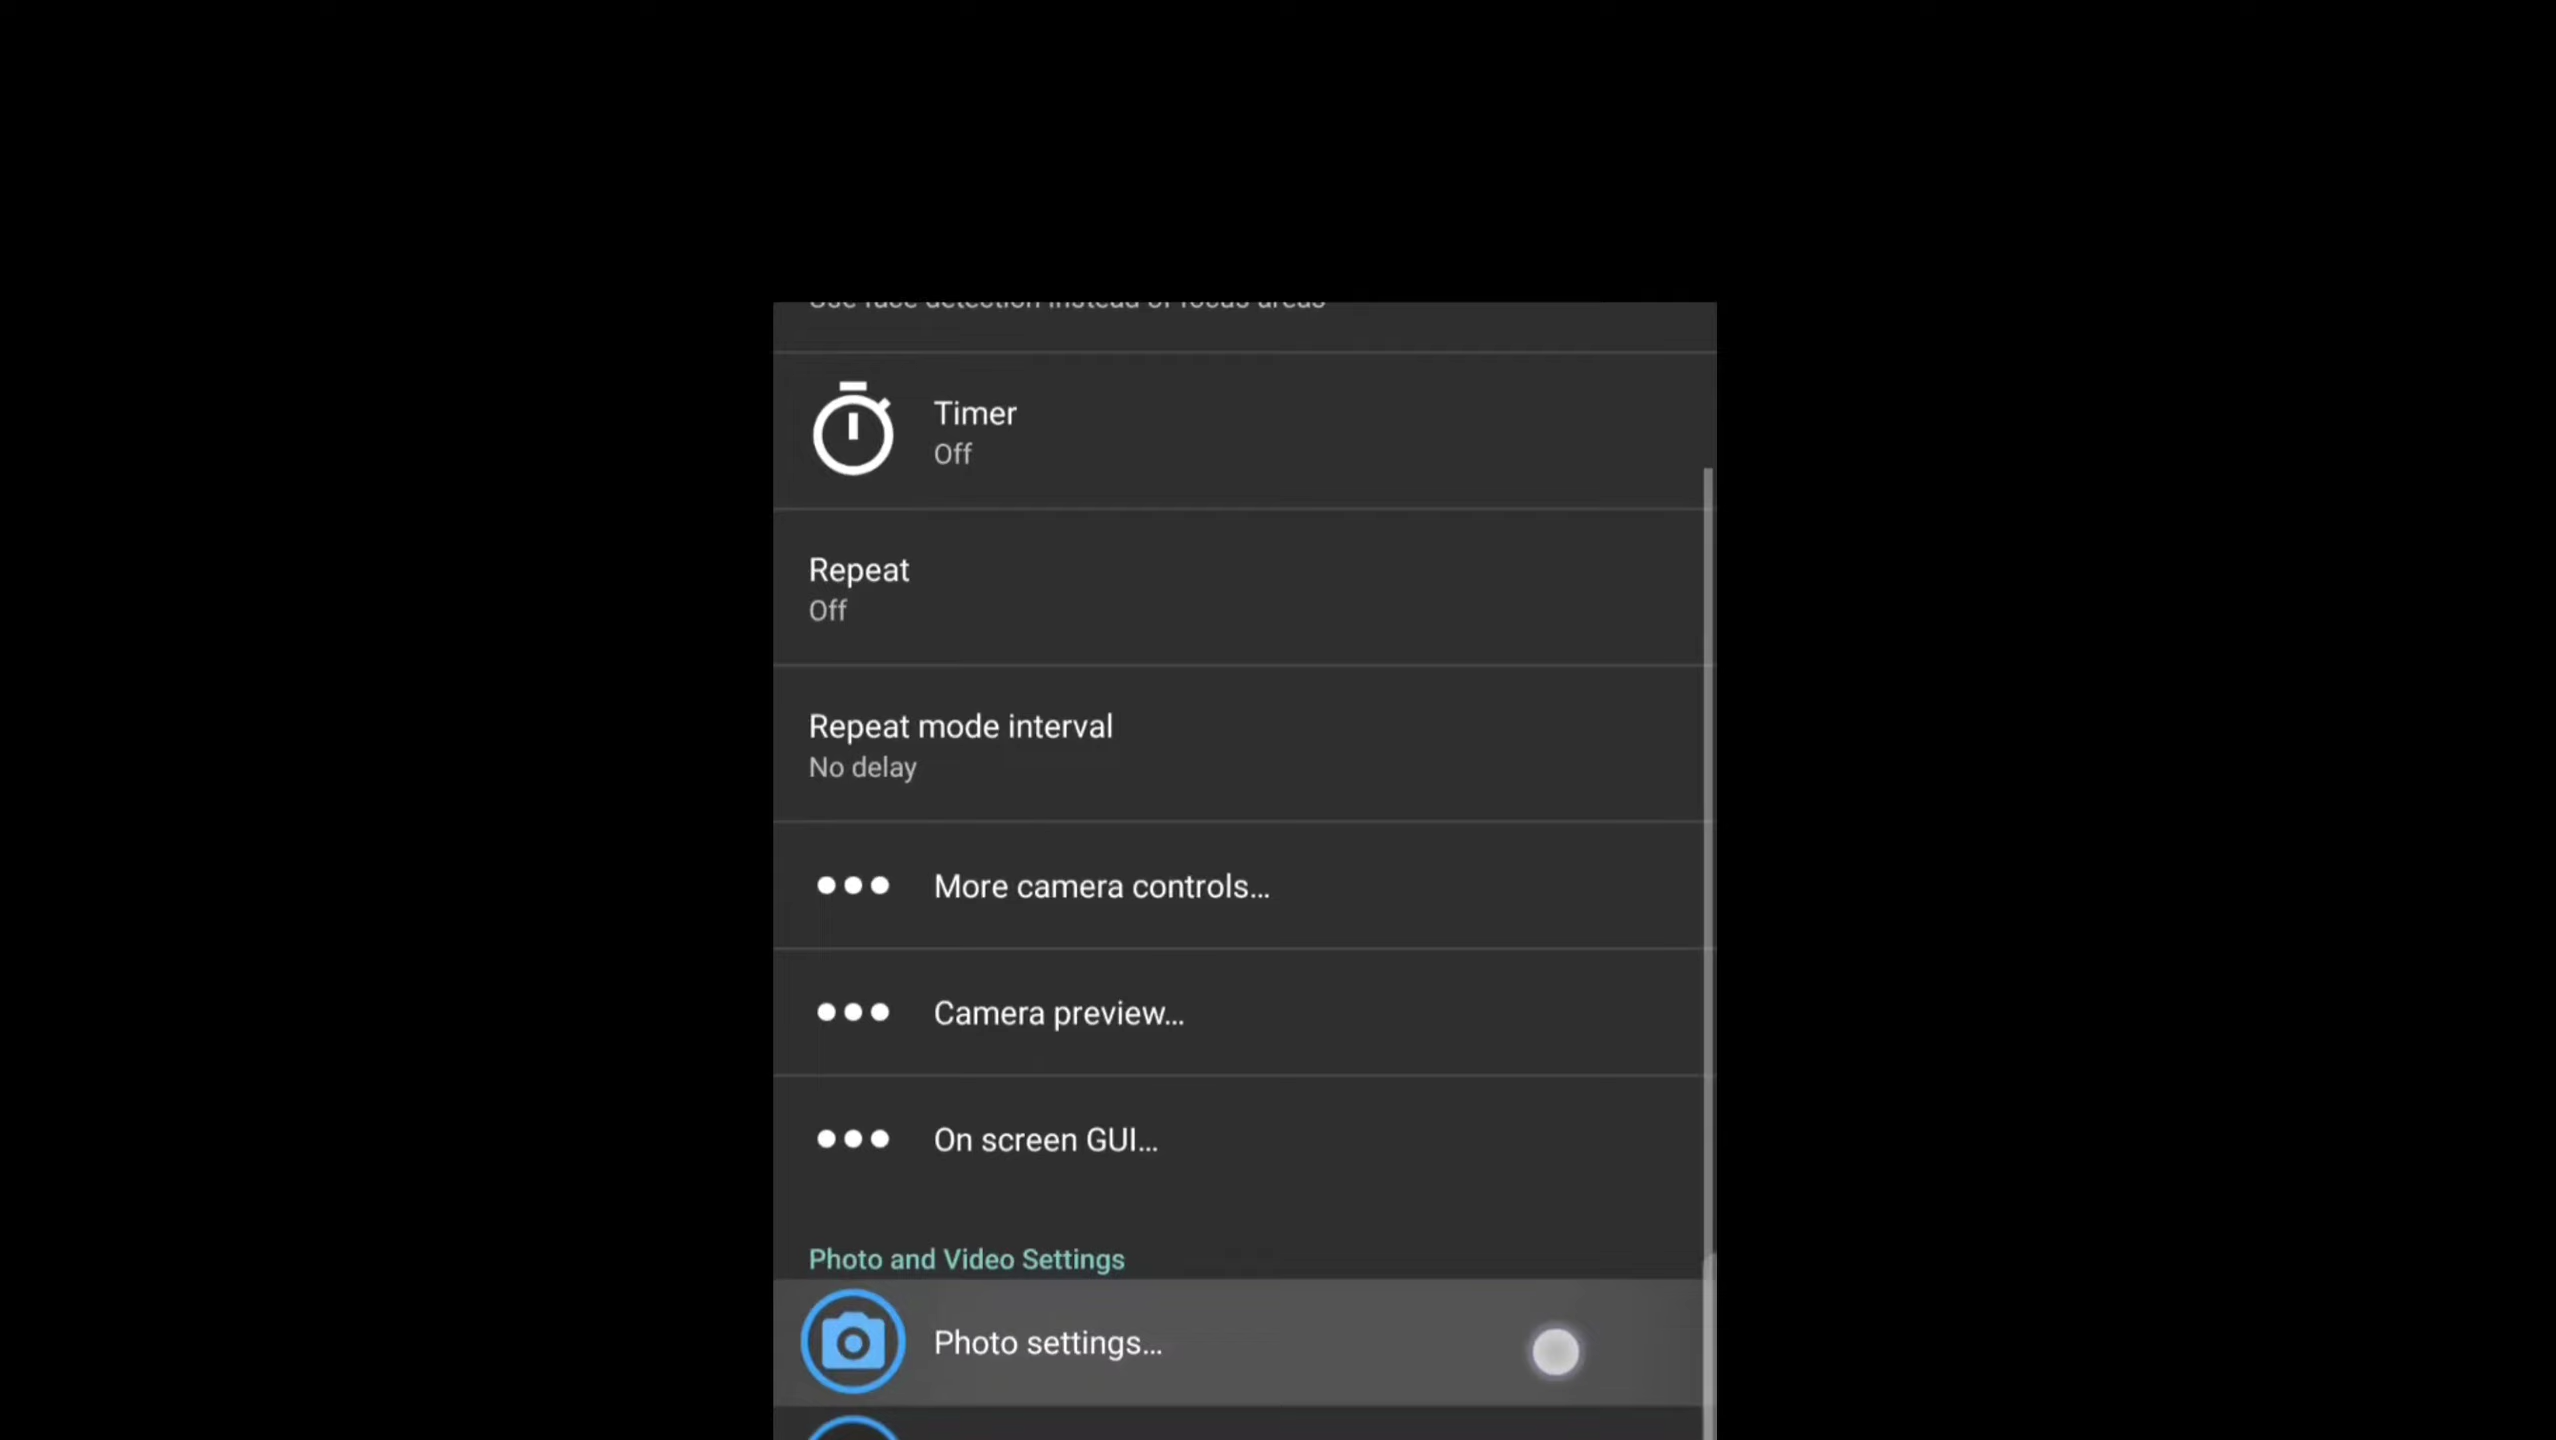 Use face detection instead of focus areas
Timer
Off
Repeat
Off
Repeat mode interval
No delay
More camera controls...
Camera preview...
On screen GUI...
Photo and Video Settings
Photo settings...